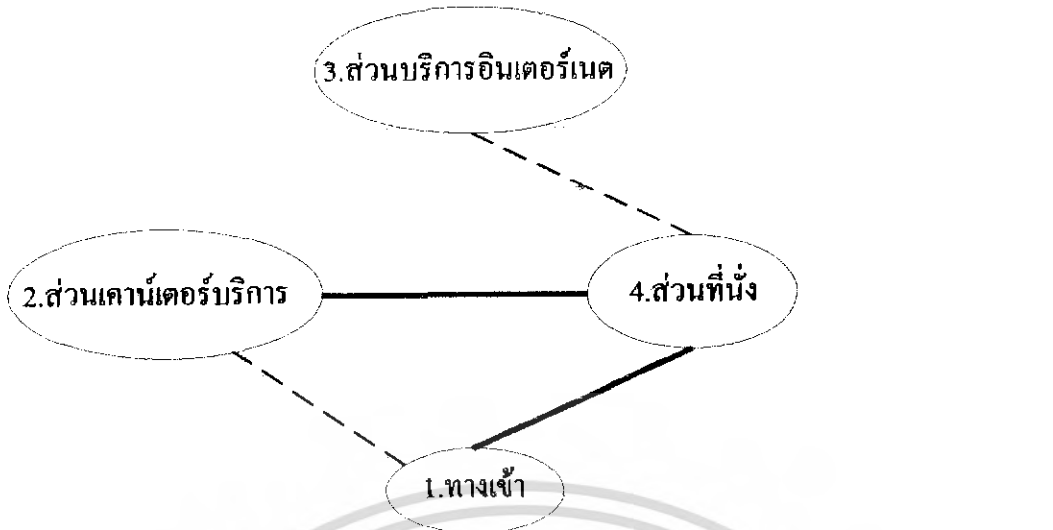 3.ส่วนบริการอินเตอร์เนต
2.ส่วนเคาน์เตอร์บริการ
4.ส่วนที่นั่ง
1.ทางเข้า